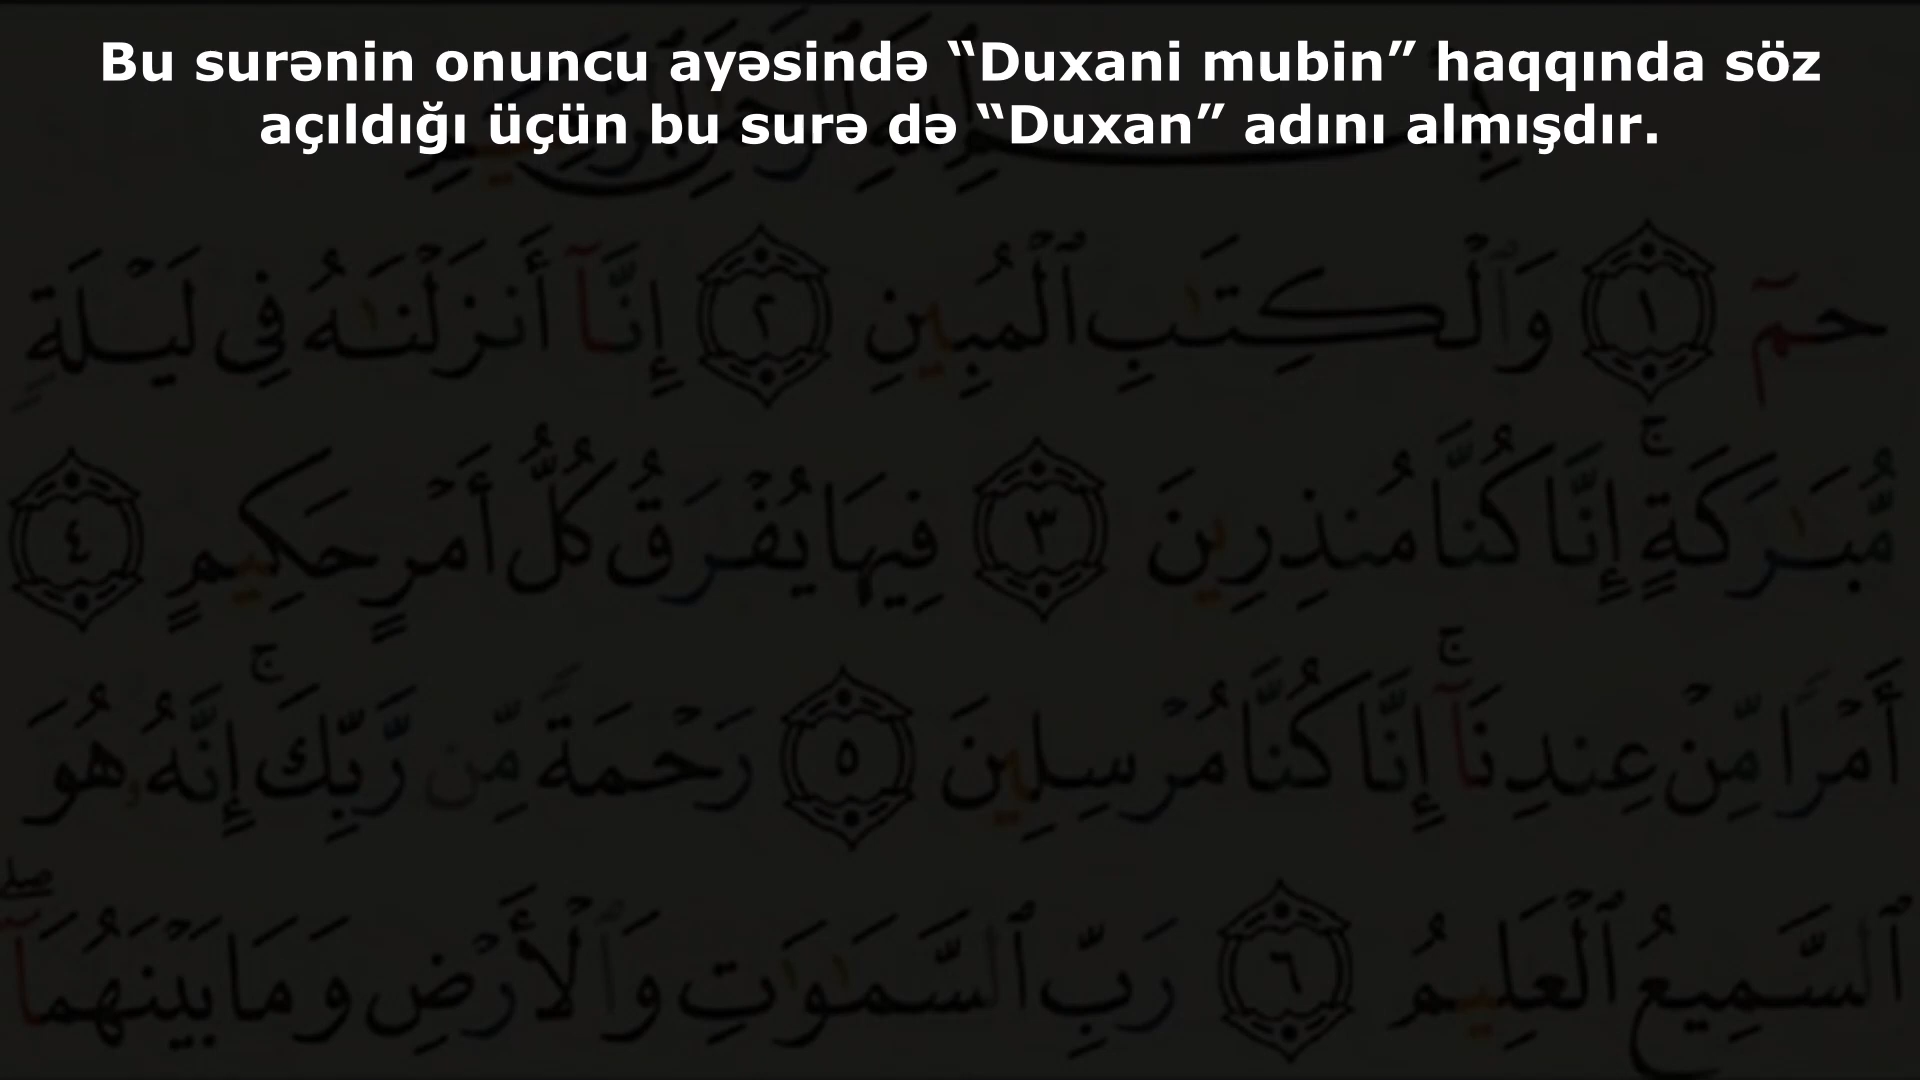 Bu surənin onuncu ayəsində “Duxani mubin” haqqında söz
açıldığı üçün bu surə də “Duxan” adını almışdır.
حمٓ ١ وَٱلْكِتَٰبِ ٱلْمُبِينِ ٢ إِنَّآ أَنزَلْنَٰهُ فِى لَيْلَةٍ
مُّبَٰرَكَةٍ ۚ إِنَّا كُنَّا مُنذِرِينَ ٣ فِيهَا يُفْرَقُ كُلُّ أَمْرٍ حَكِيمٍ ٤
أَمْرًا مِّنْ عِندِنَآ ۚ إِنَّا كُنَّا مُرْسِلِينَ ٥ رَحْمَةً مِّن رَّبِّكَ ۚ إِنَّهُۥ هُوَ
ٱلسَّمِيعُ ٱلْعَلِيمُ ٦ رَبِّ ٱلسَّمَٰوَٰتِ وَٱلْأَرْضِ وَمَا بَيْنَهُمَآ ۖ